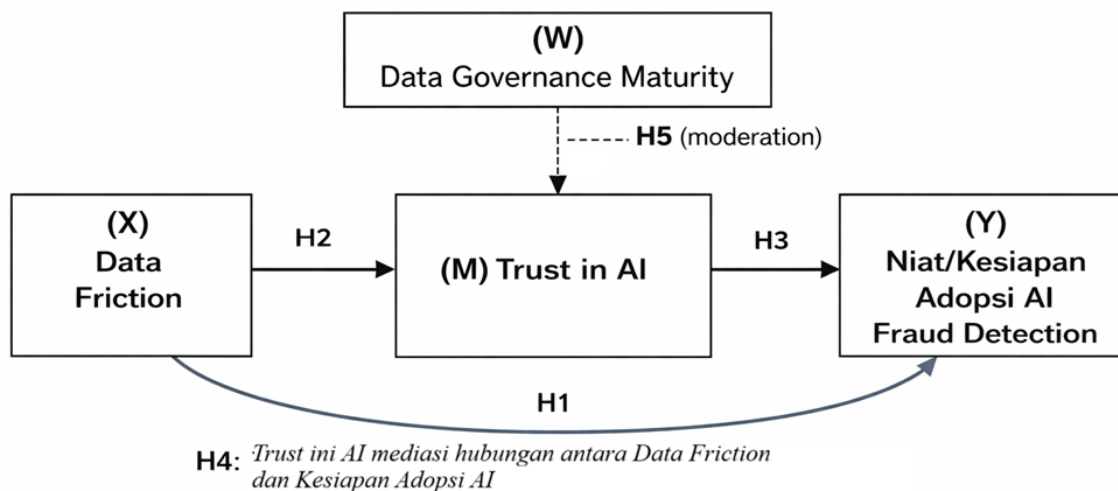 (W)
Data Governance Maturity
H5 (moderation)
(X)
Data
Friction
H2
(M) Trust in AI
H3
(Y)
Niat/Kesiapan
Adopsi AI
Fraud Detection
H1
H4: Trust ini AI mediasi hubungan antara Data Friction
dan Kesiapan Adopsi AI